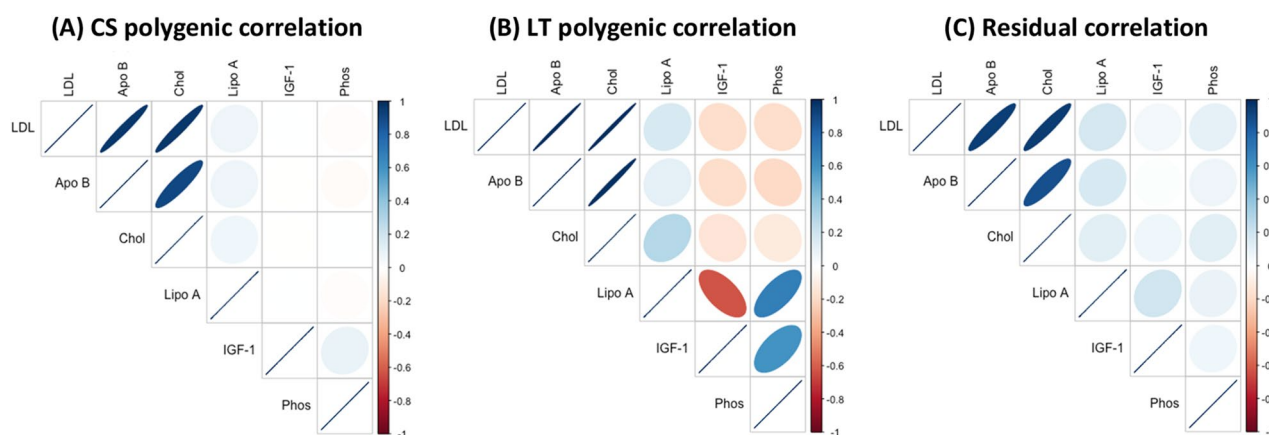 (A) CS polygenic correlation
LDL Apo B Chol Lipo A IGF-1 Phos
LDL
Apo B
Chol
Lipo A
IGF-1
Phos
1
0.8
0.6
0.4
0.2
0
-0.2
-0.4
-0.6
-0.8
-1
(B) LT polygenic correlation
LDL Apo B Chol Lipo A IGF-1 Phos
LDL
Apo B
Chol
Lipo A
IGF-1
Phos
1
0.8
0.6
0.4
0.2
0
-0.2
-0.4
-0.6
-0.8
-1
(C) Residual correlation
LDL Apo B Chol Lipo A IGF-1 Phos
LDL
Apo B
Chol
Lipo A
IGF-1
Phos